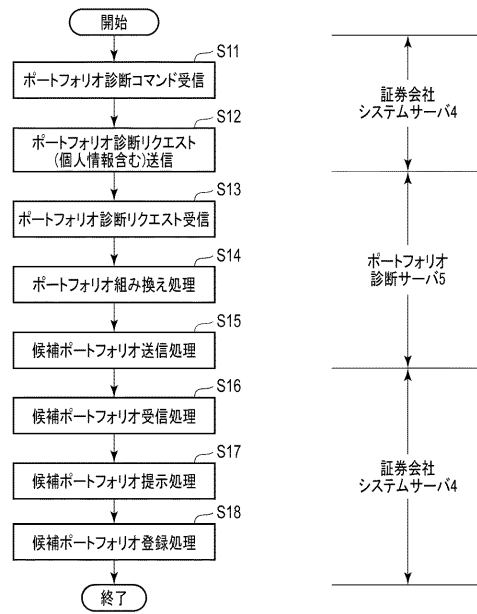 開始
S11
ポートフォリオ診断コマンド受信
S12
ポートフォリオ診断リクエスト
(個人情報含む)送信
S13
ポートフォリオ診断リクエスト受信
S14
ポートフォリオ組み換え処理
S15
候補ポートフォリオ送信処理
S16
候補ポートフォリオ受信処理
S17
候補ポートフォリオ提示処理
S18
候補ポートフォリオ登録処理
終了
証券会社
システムサーバ4
ポートフォリオ
診断サーバ5
証券会社
システムサーバ4